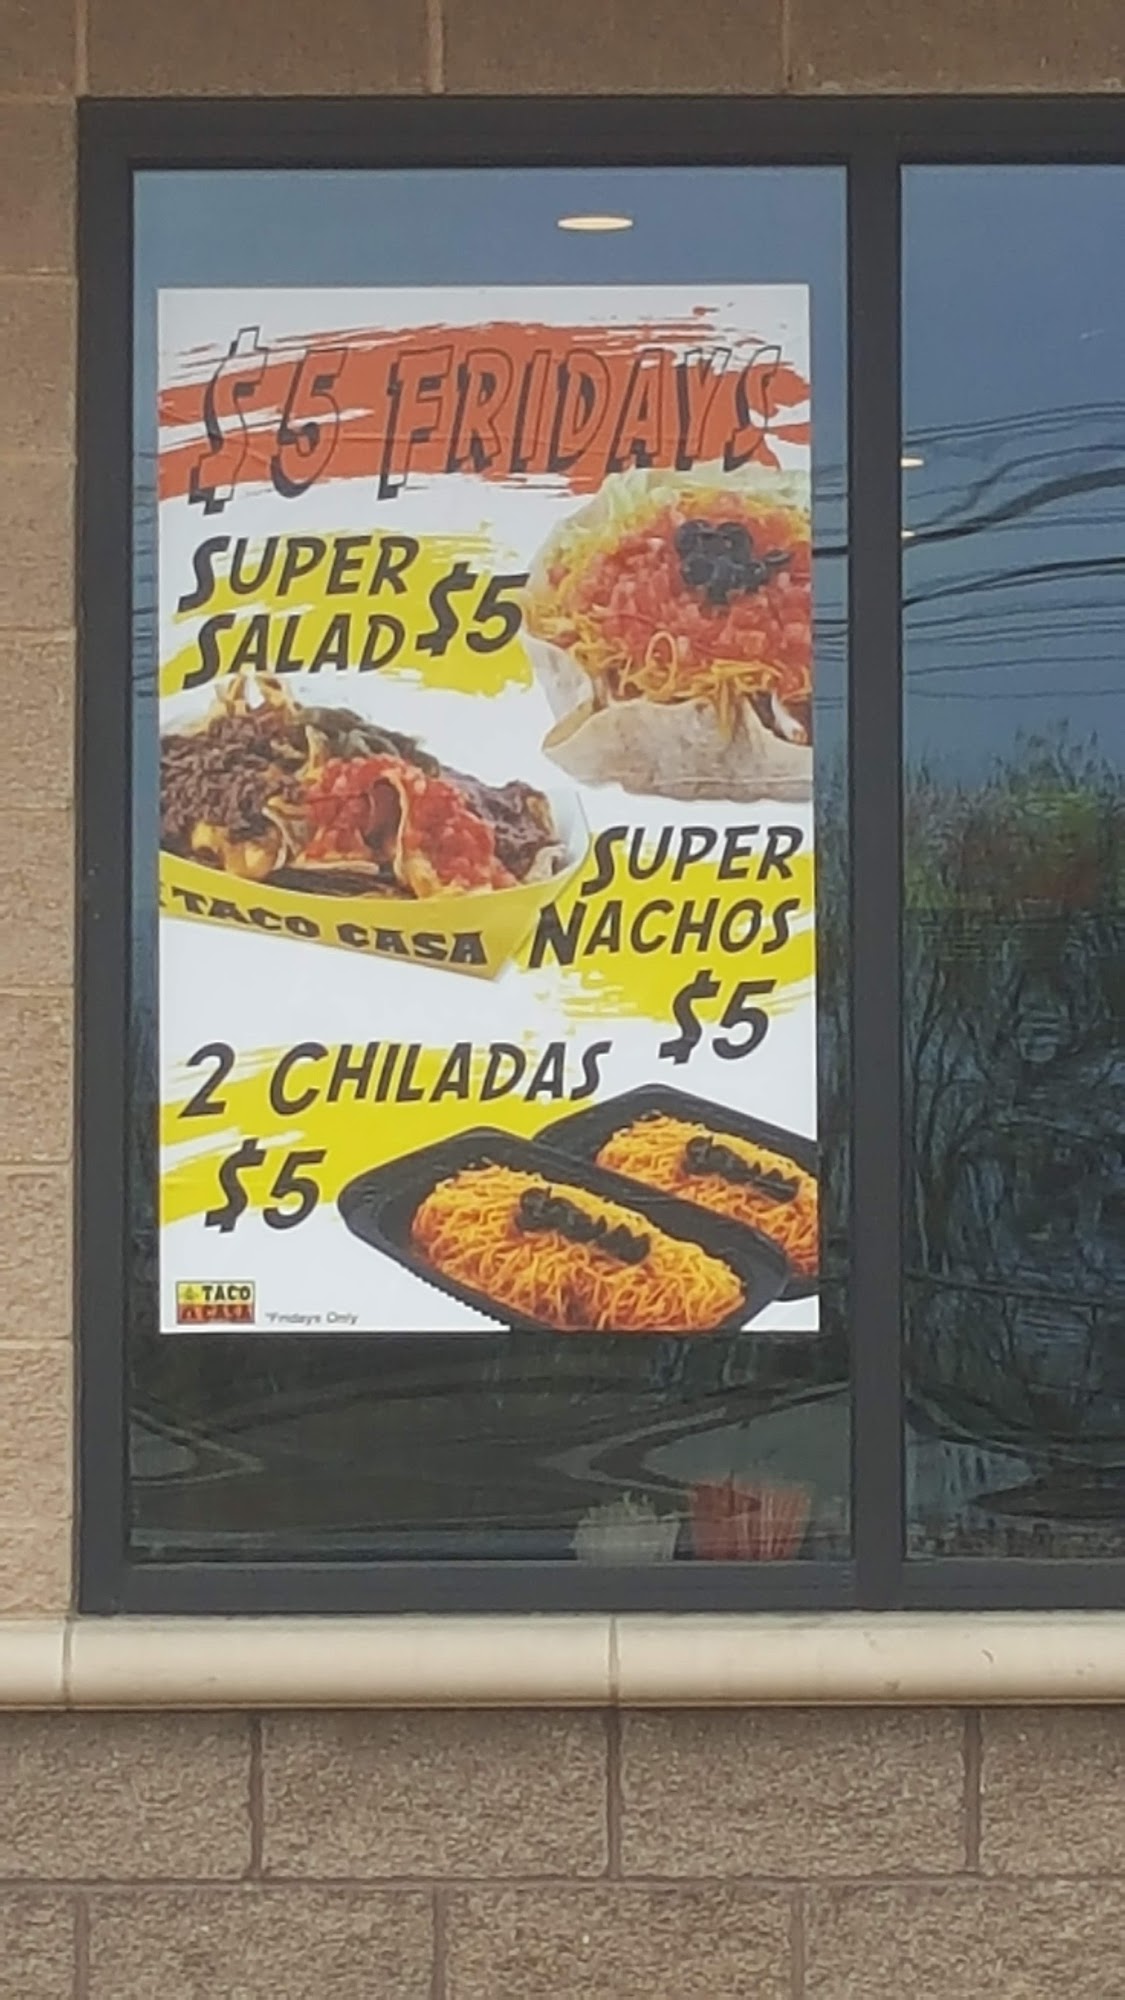 $5 FRIDAYS
SUPER
SALAD $5
TACO CASA
SUPER
NACHOS
$5
2 CHILADAS
$5
TACO
CASA
*Fridays Only